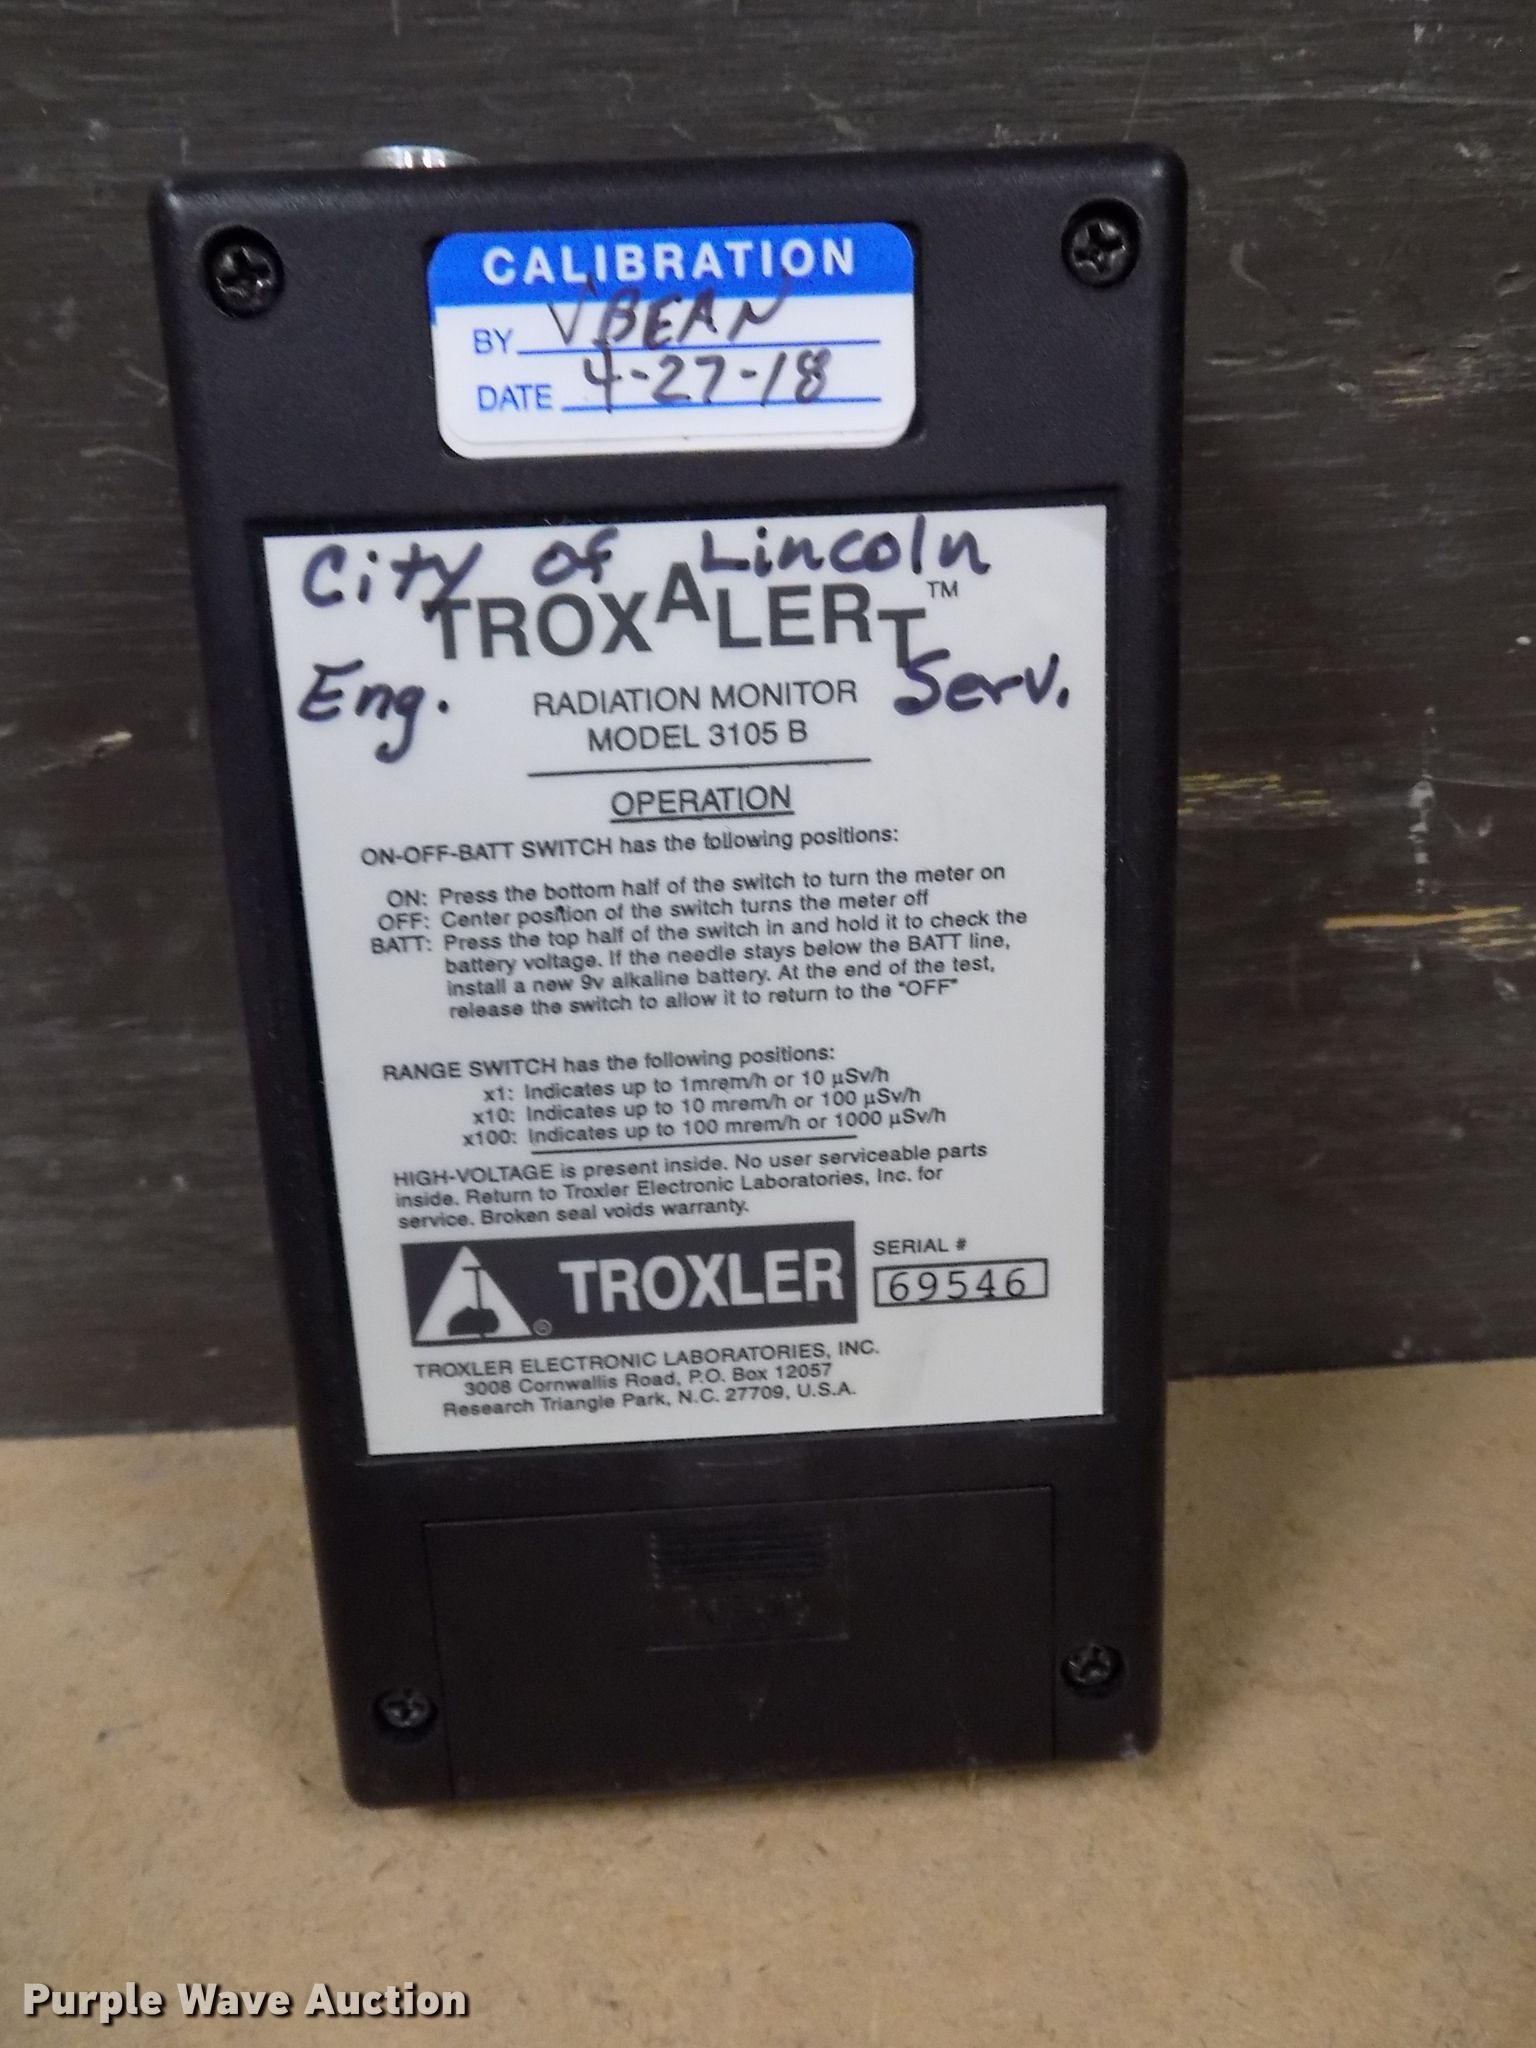 CALIBRATION
BY VBEAN
DATE 4-27-18
City of Lincoln
TROXALERT™
Eng. Serv.
RADIATION MONITOR
MODEL 3105 B
OPERATION
ON-OFF-BATT SWITCH has the following positions:
ON: Press the bottom half of the switch to turn the meter on
OFF: Center position of the switch turns the meter off
BATT: Press the top half of the switch in and hold it to check the
battery voltage. If the needle stays below the BATT line,
install a new 9v alkaline battery. At the end of the test,
release the switch to allow it to return to the "OFF"
RANGE SWITCH has the following positions:
x1: Indicates up to 1mrem/h or 10 µSv/h
x10: Indicates up to 10 mrem/h or 100 µSv/h
x100: Indicates up to 100 mrem/h or 1000 µSv/h
HIGH-VOLTAGE is present inside. No user serviceable parts
inside. Return to Troxler Electronic Laboratories, Inc. for
service. Broken seal voids warranty.
TROXLER
®
SERIAL #
69546
TROXLER ELECTRONIC LABORATORIES, INC.
3008 Cornwallis Road, P.O. Box 12057
Research Triangle Park, N.C. 27709, U.S.A.
Purple Wave Auction